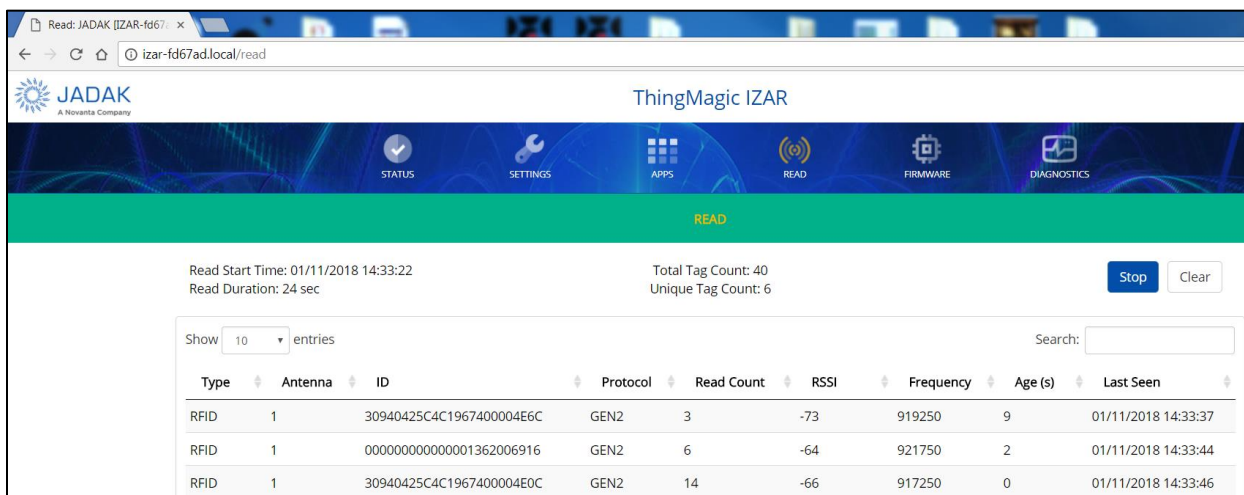 Read: JADAK [IZAR-fd67a
izar-fd67ad.local/read
JADAK
A Novanta Company
ThingMagic IZAR
STATUS SETTINGS APPS READ FIRMWARE DIAGNOSTICS
READ
Read Start Time: 01/11/2018 14:33:22 Total Tag Count: 40 Stop Clear
Read Duration: 24 sec Unique Tag Count: 6
Show 10 entries Search:
Type Antenna ID Protocol Read Count RSSI Frequency Age (s) Last Seen
RFID 1 30940425C4C1967400004E6C GEN2 3 -73 919250 9 01/11/2018 14:33:37
RFID 1 000000000000001362006916 GEN2 6 -64 921750 2 01/11/2018 14:33:44
RFID 1 30940425C4C1967400004E0C GEN2 14 -66 917250 0 01/11/2018 14:33:46